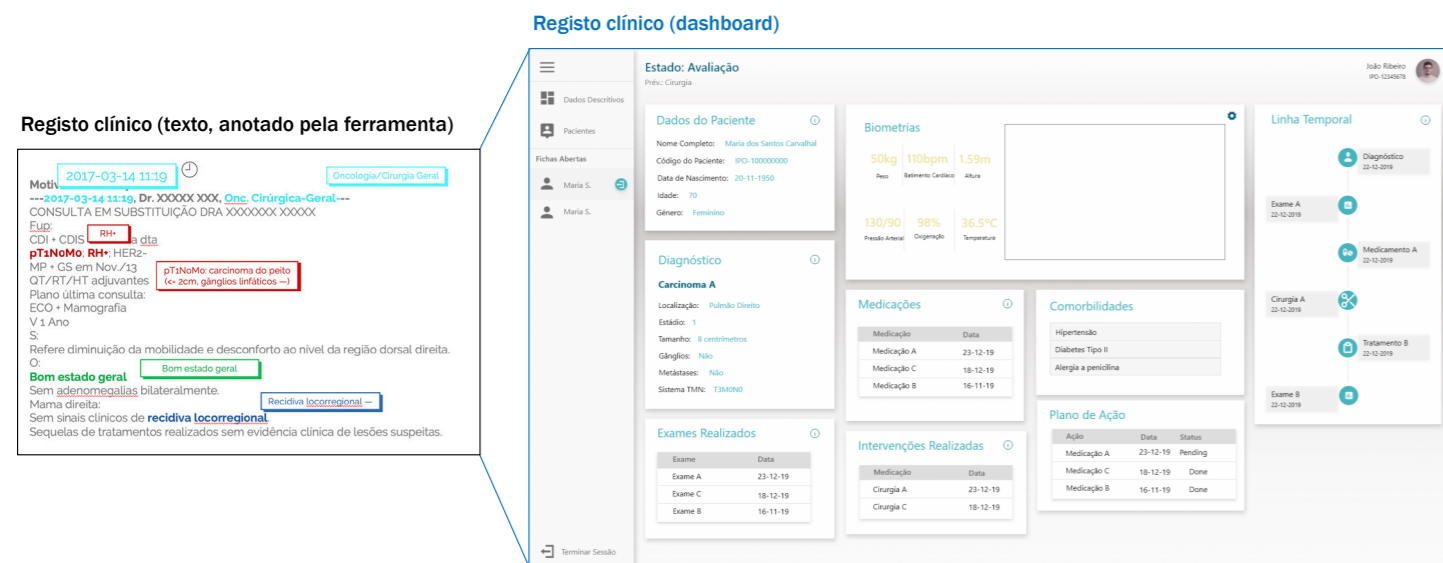 Registo clínico (dashboard)
Registo clínico (texto, anotado pela ferramenta)
2017-03-14 11:19
Oncologia/Cirurgia Geral
Motiv
---2017-03-14 11:19, Dr. XXXXX XXX, Onc. Cirúrgica-Geral---
CONSULTA EM SUBSTITUIÇÃO DRA XXXXXXX XXXXX
Fup:
RH+
CDI + CDIS a dta
pT1N0M0; RH+; HER2-
MP + GS em Nov./13
pT1N0M0: carcinoma do peito
(<= 2cm, gânglios linfáticos —)
QT/RT/HT adjuvantes
Plano última consulta:
ECO + Mamografia
V 1 Ano
S:
Refere diminuição da mobilidade e desconforto ao nível da região dorsal direita.
O:
Bom estado geral
Bom estado geral
Sem adenomegalias bilateralmente.
Mama direita:
Recidiva locorregional —
Sem sinais clínicos de recidiva locorregional.
Sequelas de tratamentos realizados sem evidência clínica de lesões suspeitas.
Dados Descritivos
Pacientes
Fichas Abertas
Maria S.
Maria S.
Terminar Sessão
Estado: Avaliação
Prév.: Cirurgia
João Ribeiro
IPO-12345678
Dados do Paciente
Nome Completo: Maria dos Santos Carvalhal
Código do Paciente: IPO-100000000
Data de Nascimento: 20-11-1950
Idade: 70
Género: Feminino
Diagnóstico
Carcinoma A
Localização: Pulmão Direito
Estádio: 1
Tamanho: 8 centímetros
Gânglios: Não
Metástases: Não
Sistema TMN: T3M0N0
Exames Realizados
Exame Data
Exame A 23-12-19
Exame C 18-12-19
Exame B 16-11-19
Biometrias
50kg 110bpm 1.59m
Peso Batimento Cardíaco Altura
130/90 98% 36.5ºC
Pressão Arterial Oxigenação Temperature
Medicações
Medicação Data
Medicação A 23-12-19
Medicação C 18-12-19
Medicação B 16-11-19
Intervenções Realizadas
Medicação Data
Cirurgia A 23-12-19
Cirurgia C 18-12-19
Comorbilidades
Hipertensão
Diabetes Tipo II
Alergia a penicilina
Plano de Ação
Ação Data Status
Medicação A 23-12-19 Pending
Medicação C 18-12-19 Done
Medicação B 16-11-19 Done
Linha Temporal
Diagnóstico
22-12-2019
Exame A
22-12-2019
Medicamento A
22-12-2019
Cirurgia A
22-12-2019
Tratamento B
22-12-2019
Exame B
22-12-2019